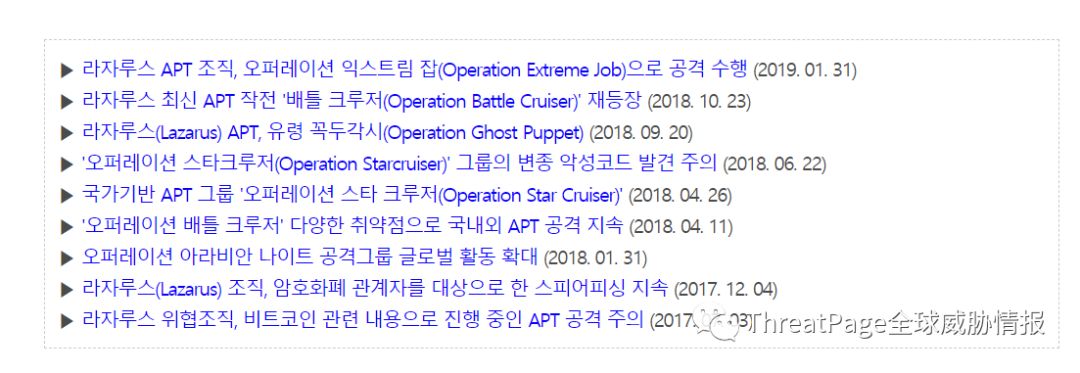 ▶ 라자루스 APT 조직, 오퍼레이션 익스트림 잡(Operation Extreme Job)으로 공격 수행 (2019. 01. 31)
▶ 라자루스 최신 APT 작전 '배틀 크루저(Operation Battle Cruiser)' 재등장 (2018. 10. 23)
▶ 라자루스(Lazarus) APT, 유령 꼭두각시(Operation Ghost Puppet) (2018. 09. 20)
▶ '오퍼레이션 스타크루저(Operation Starcruiser)' 그룹의 변종 악성코드 발견 주의 (2018. 06. 22)
▶ 국가기반 APT 그룹 '오퍼레이션 스타 크루저(Operation Star Cruiser)' (2018. 04. 26)
▶ '오퍼레이션 배틀 크루저' 다양한 취약점으로 국내외 APT 공격 지속 (2018. 04. 11)
▶ 오퍼레이션 아라비안 나이트 공격그룹 글로벌 활동 확대 (2018. 01. 31)
▶ 라자루스(Lazarus) 조직, 암호화폐 관계자를 대상으로 한 스피어피싱 지속 (2017. 12. 04)
▶ 라자루스 위협조직, 비트코인 관련 내용으로 진행 중인 APT 공격 주의 (2017. 03)
ThreatPage全球威胁情报